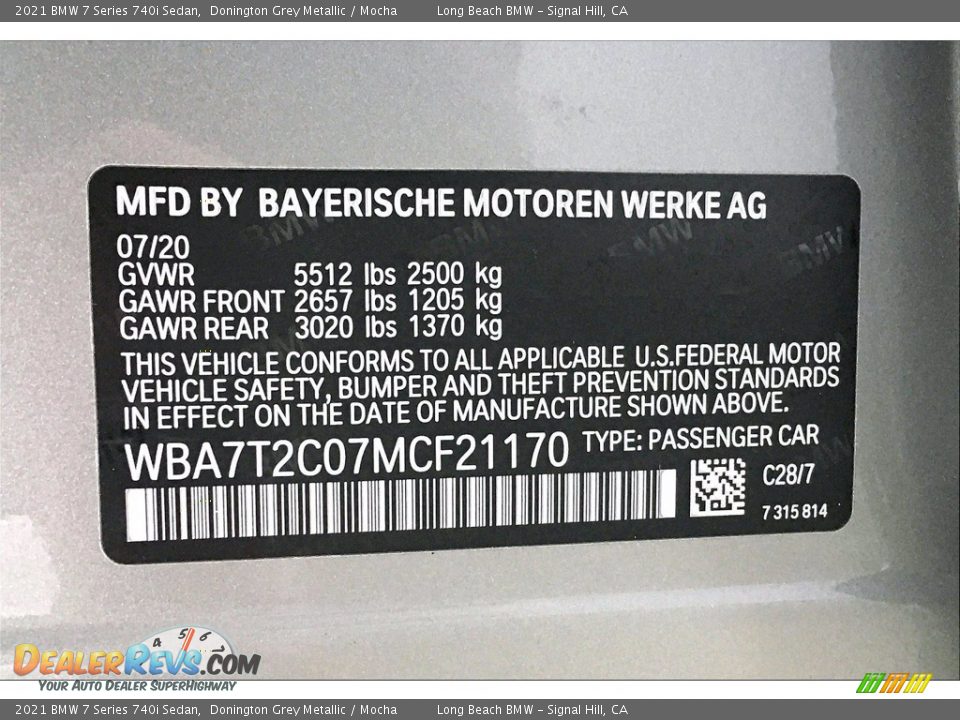 2021 BMW 7 Series 740i Sedan, Donington Grey Metallic / Mocha Long Beach BMW - Signal Hill, CA
MFD BY BAYERISCHE MOTOREN WERKE AG
07/20
GVWR 5512 lbs 2500 kg
GAWR FRONT 2657 lbs 1205 kg
GAWR REAR 3020 lbs 1370 kg
THIS VEHICLE CONFORMS TO ALL APPLICABLE U.S.FEDERAL MOTOR
VEHICLE SAFETY, BUMPER AND THEFT PREVENTION STANDARDS
IN EFFECT ON THE DATE OF MANUFACTURE SHOWN ABOVE.
WBA7T2C07MCF21170 TYPE: PASSENGER CAR
C28/7
7 315 814
4 5 6 7
DEALERREVS.COM
YOUR AUTO DEALER SUPERHIGHWAY
2021 BMW 7 Series 740i Sedan, Donington Grey Metallic / Mocha Long Beach BMW - Signal Hill, CA